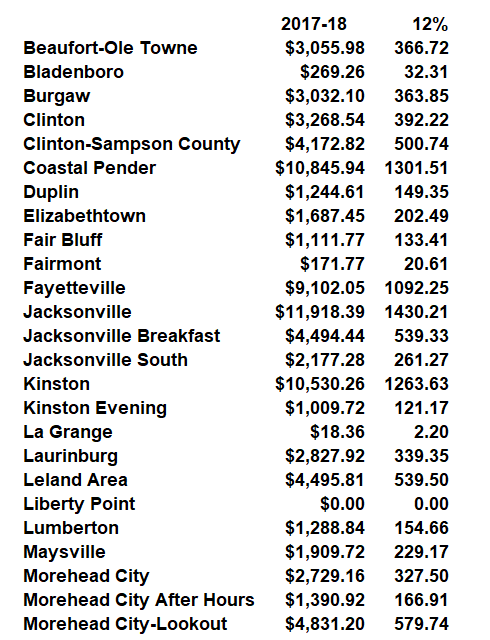 2017-18 12%
Beaufort-Ole Towne $3,055.98 366.72
Bladenboro $269.26 32.31
Burgaw $3,032.10 363.85
Clinton $3,268.54 392.22
Clinton-Sampson County $4,172.82 500.74
Coastal Pender $10,845.94 1301.51
Duplin $1,244.61 149.35
Elizabethtown $1,687.45 202.49
Fair Bluff $1,111.77 133.41
Fairmont $171.77 20.61
Fayetteville $9,102.05 1092.25
Jacksonville $11,918.39 1430.21
Jacksonville Breakfast $4,494.44 539.33
Jacksonville South $2,177.28 261.27
Kinston $10,530.26 1263.63
Kinston Evening $1,009.72 121.17
La Grange $18.36 2.20
Laurinburg $2,827.92 339.35
Leland Area $4,495.81 539.50
Liberty Point $0.00 0.00
Lumberton $1,288.84 154.66
Maysville $1,909.72 229.17
Morehead City $2,729.16 327.50
Morehead City After Hours $1,390.92 166.91
Morehead City-Lookout $4,831.20 579.74